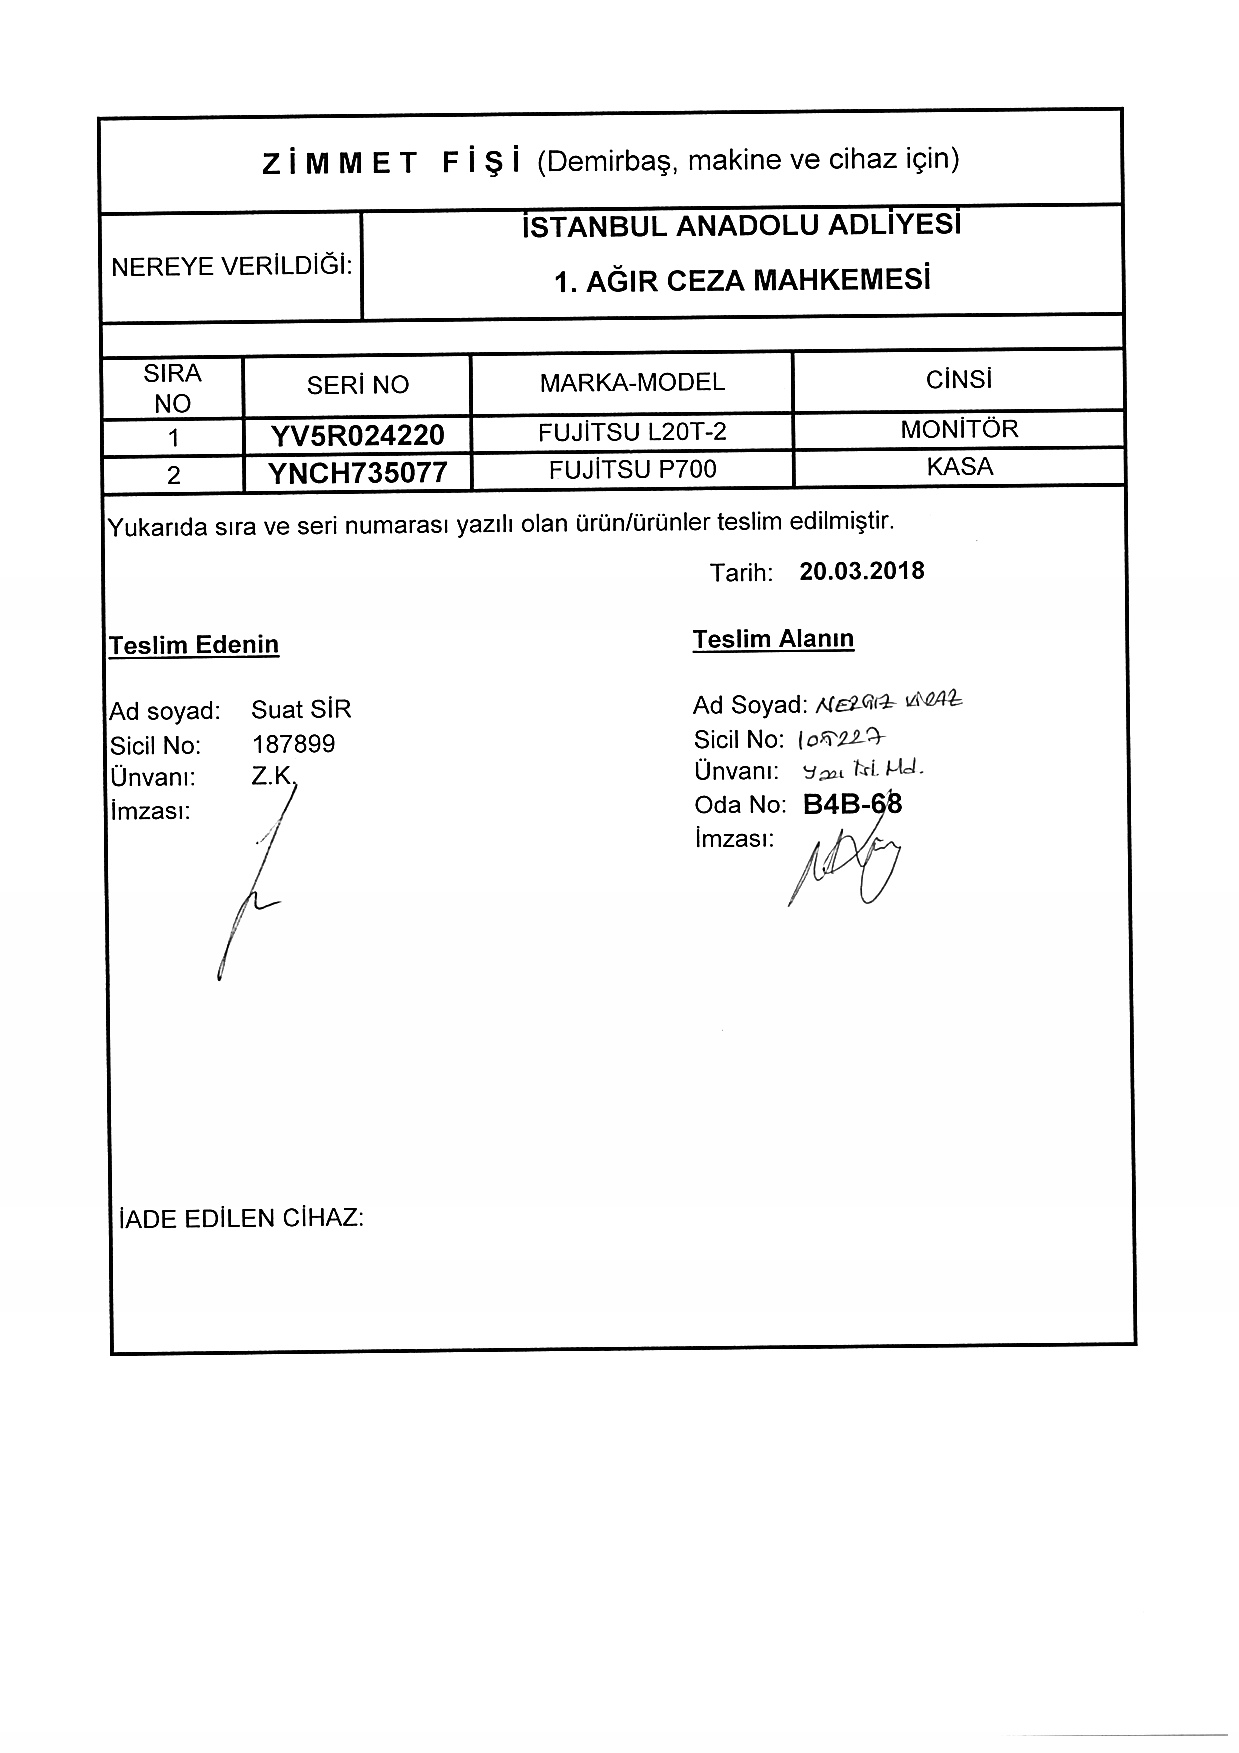 ZİMMET FİŞİ (Demirbaş, makine ve cihaz için)
NEREYE VERİLDİĞİ:
İSTANBUL ANADOLU ADLİYESİ
1. AĞIR CEZA MAHKEMESİ
SIRA NO SERİ NO MARKA-MODEL CİNSİ
1 YV5R024220 FUJİTSU L20T-2 MONİTÖR
2 YNCH735077 FUJİTSU P700 KASA
Yukarıda sıra ve seri numarası yazılı olan ürün/ürünler teslim edilmiştir.
Tarih: 20.03.2018
Teslim Edenin
Ad soyad: Suat SİR
Sicil No: 187899
Ünvanı: Z.K.
İmzası:
Teslim Alanın
Ad Soyad:
Sicil No: 105227
Ünvanı: Yazı İşl. Md.
Oda No: B4B-68
İmzası:
İADE EDİLEN CİHAZ: